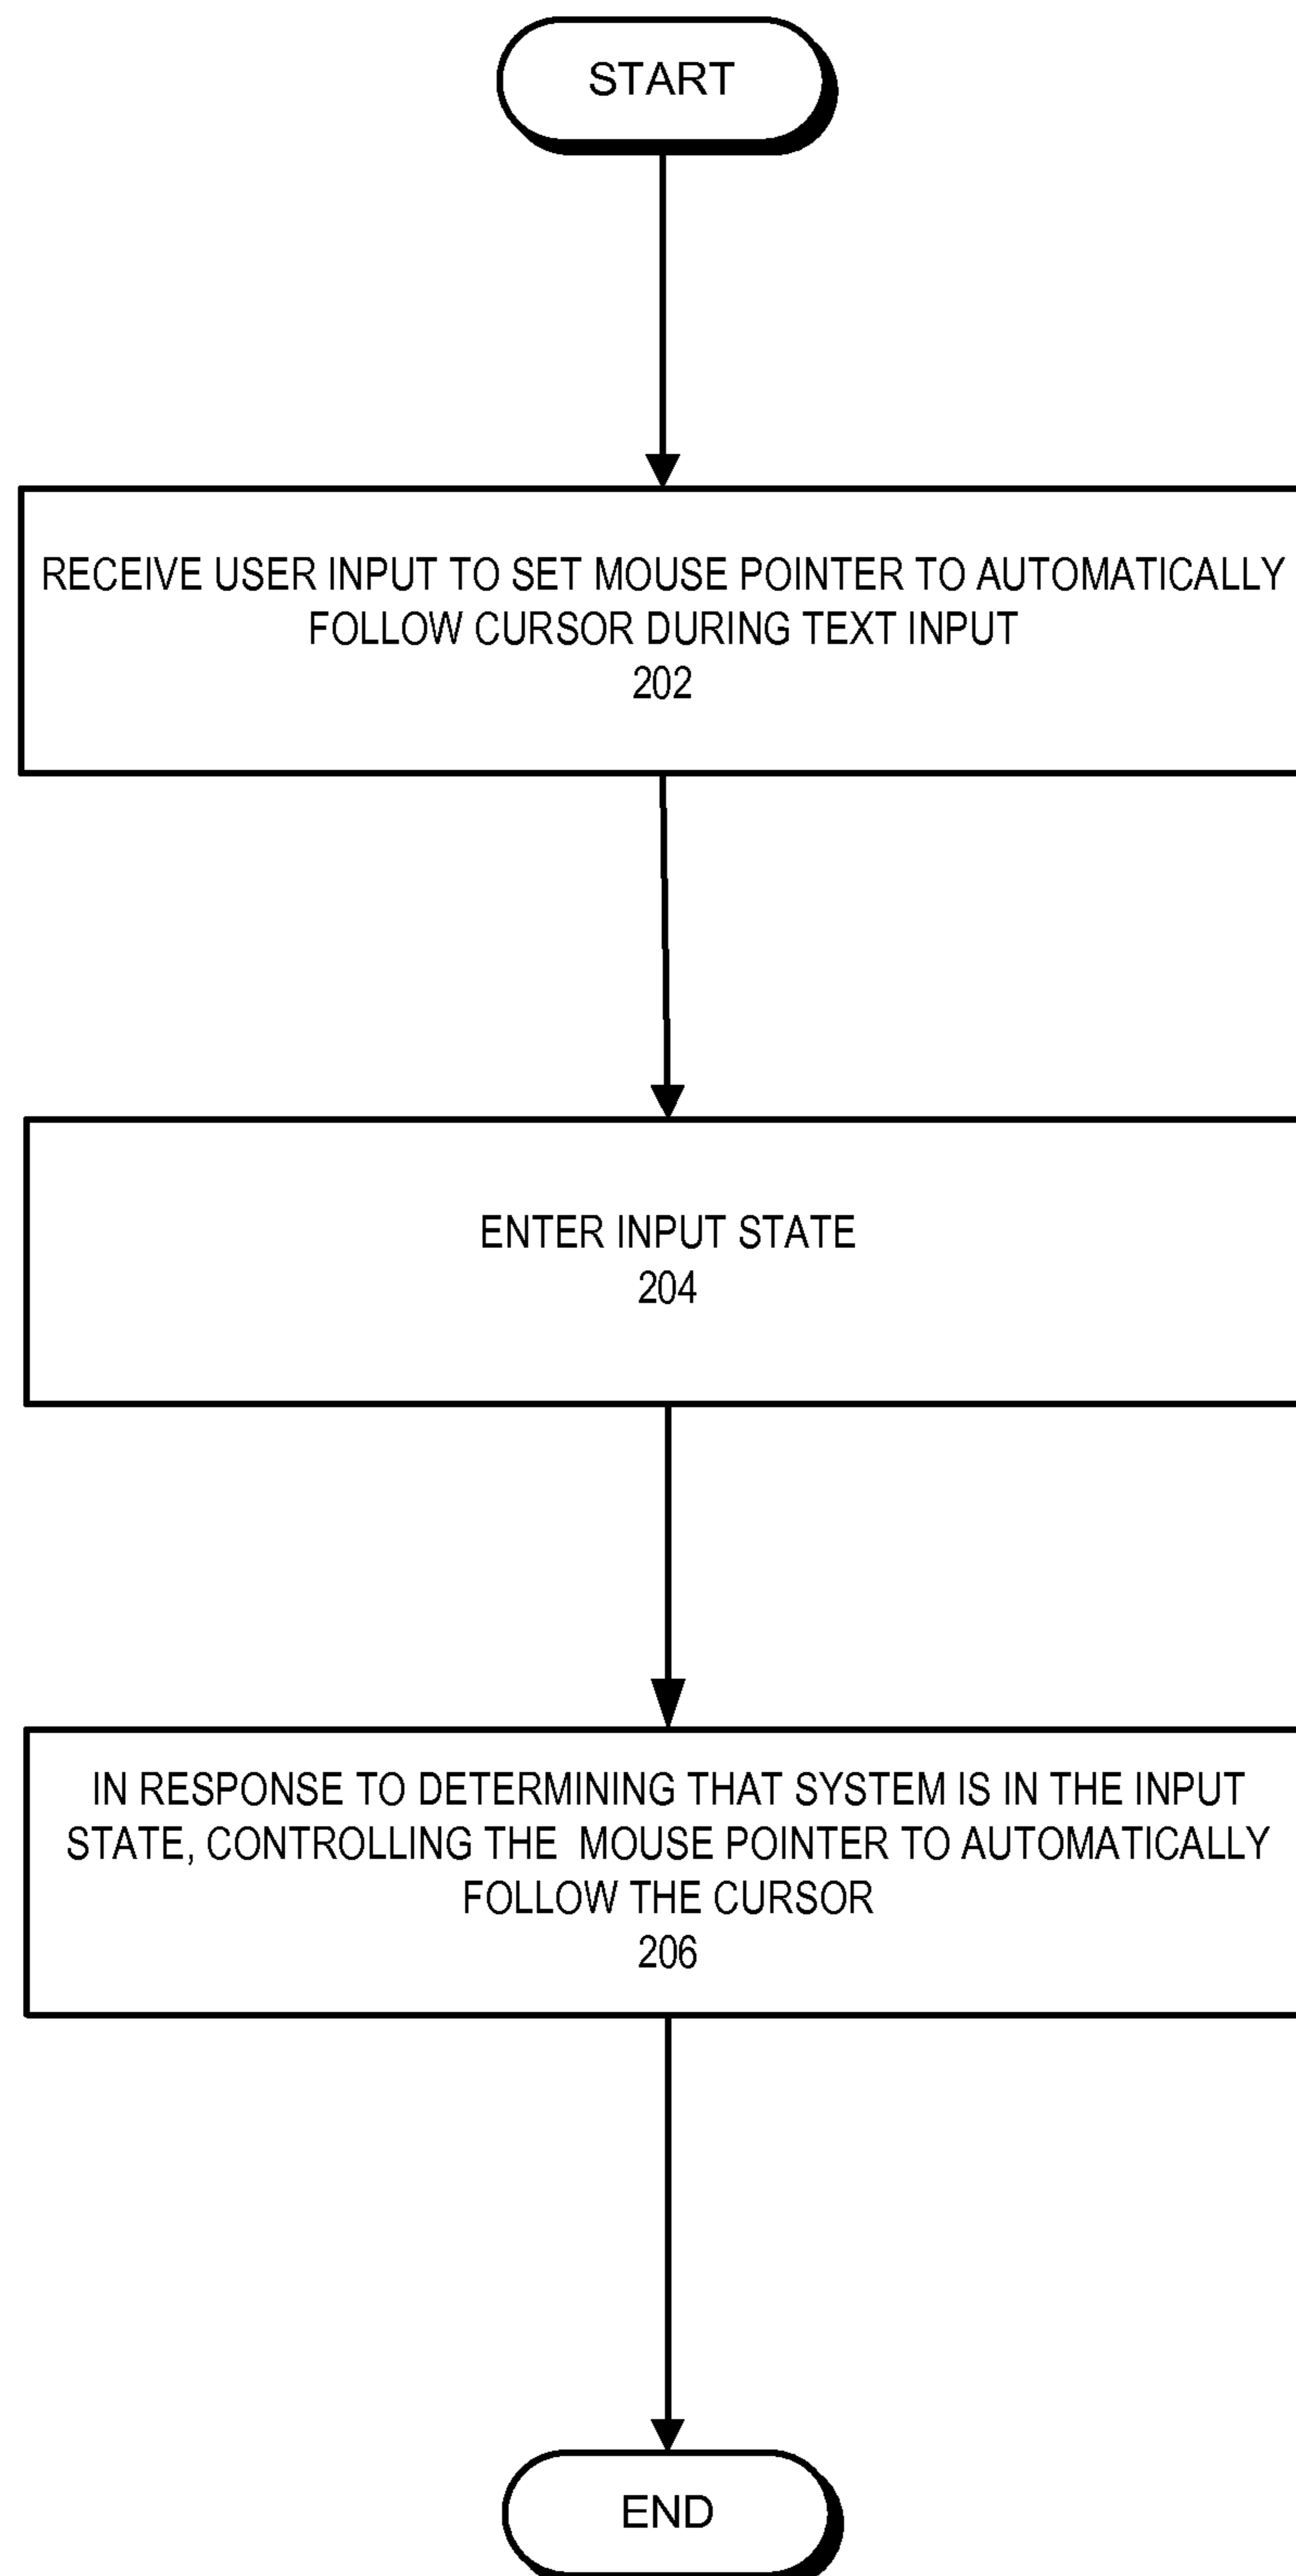 START
RECEIVE USER INPUT TO SET MOUSE POINTER TO AUTOMATICALLY
FOLLOW CURSOR DURING TEXT INPUT
202
ENTER INPUT STATE
204
IN RESPONSE TO DETERMINING THAT SYSTEM IS IN THE INPUT
STATE, CONTROLLING THE  MOUSE POINTER TO AUTOMATICALLY
FOLLOW THE CURSOR
206
END